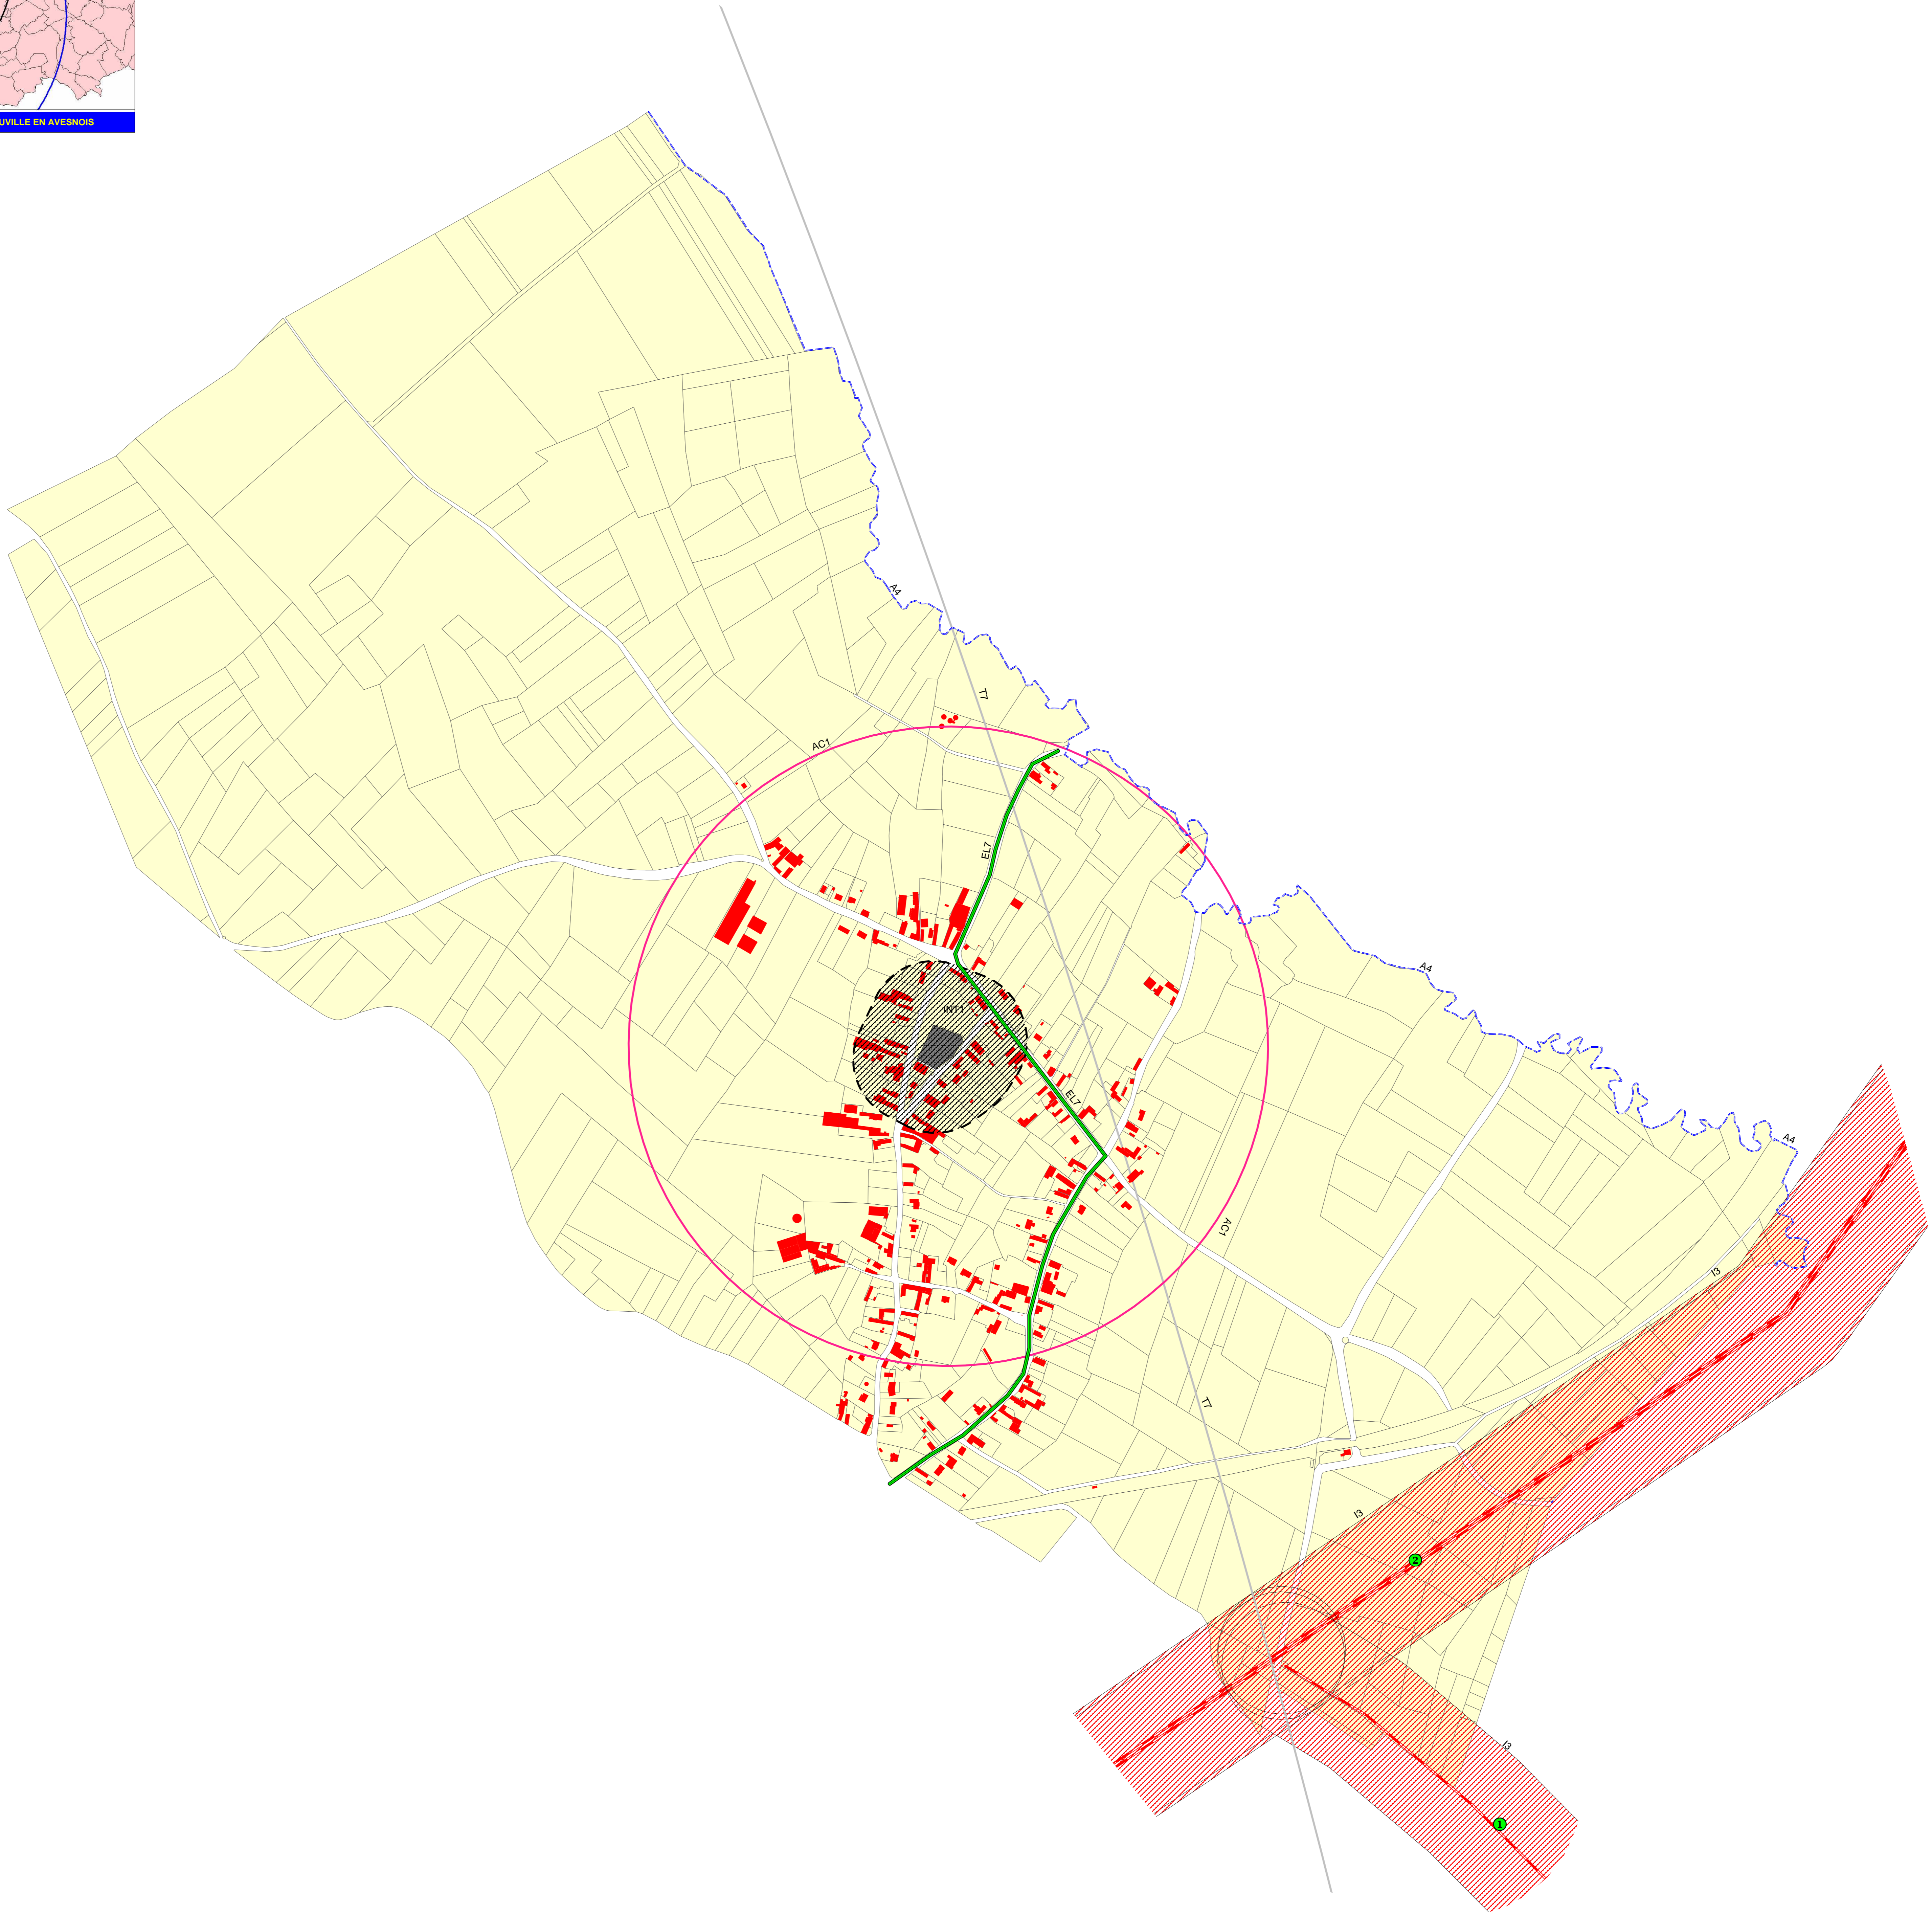 UVILLE EN AVESNOIS
A4
T7
AC1
EL7
A4
INT1
EL7
A4
AC1
I3
T7
I3
2
I3
1